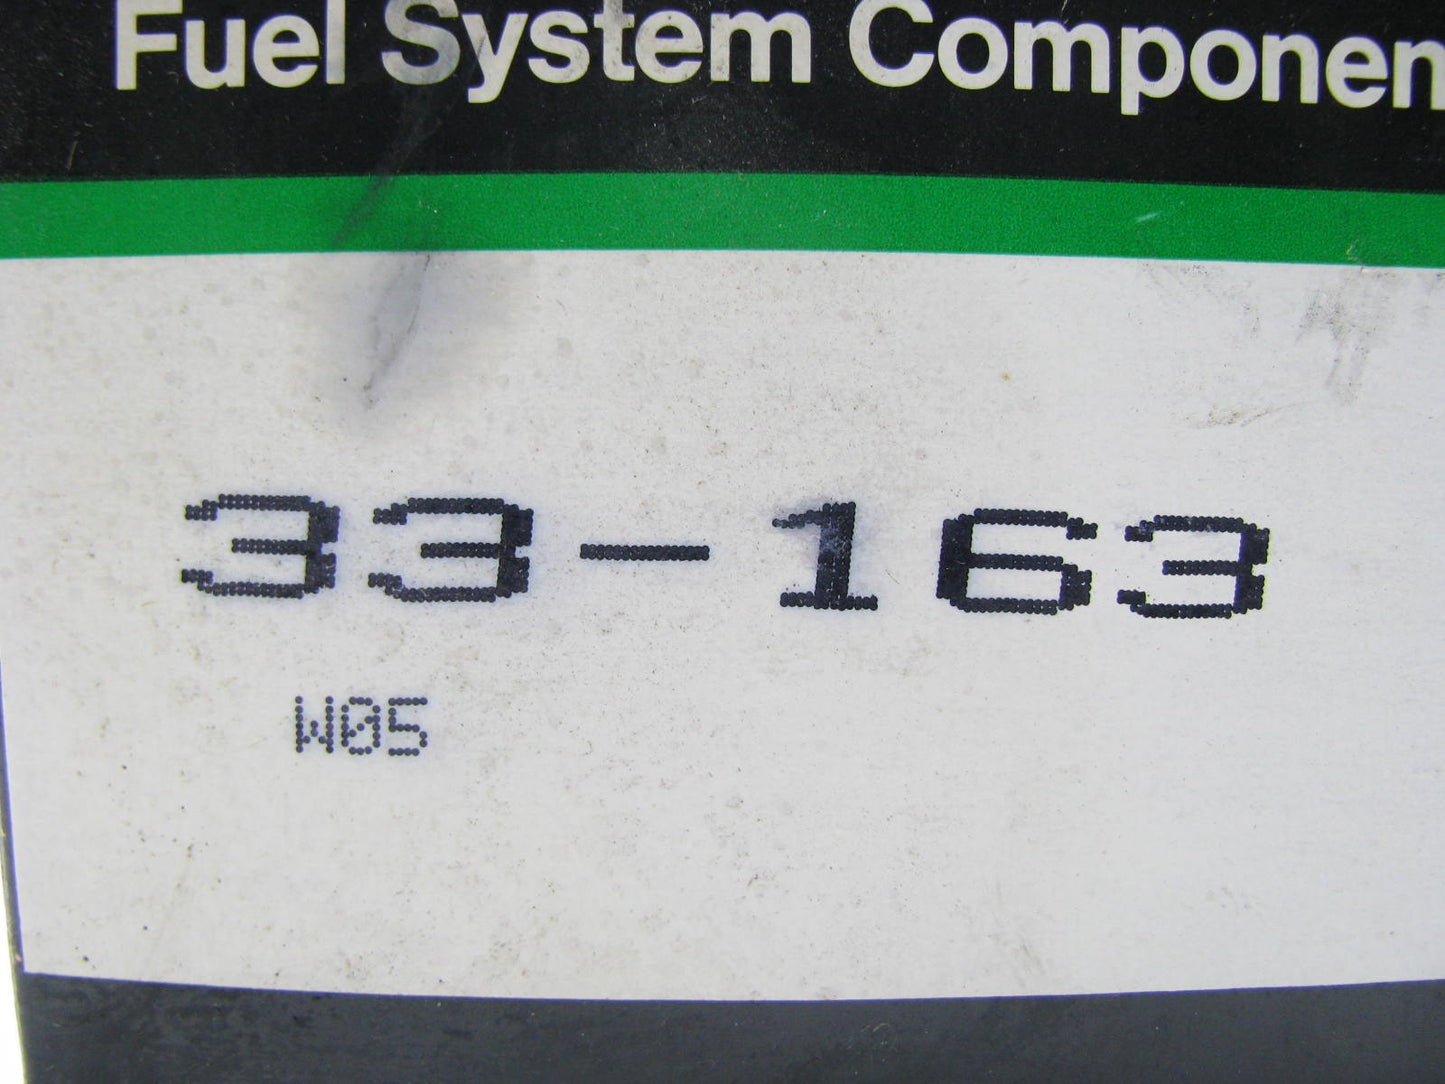 Fuel System Componen
33-163
W05